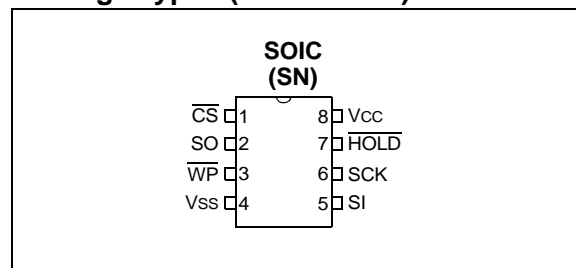 SOIC
(SN)
CS 1 8 VCC
SO 2 7 HOLD
WP 3 6 SCK
VSS 4 5 SI